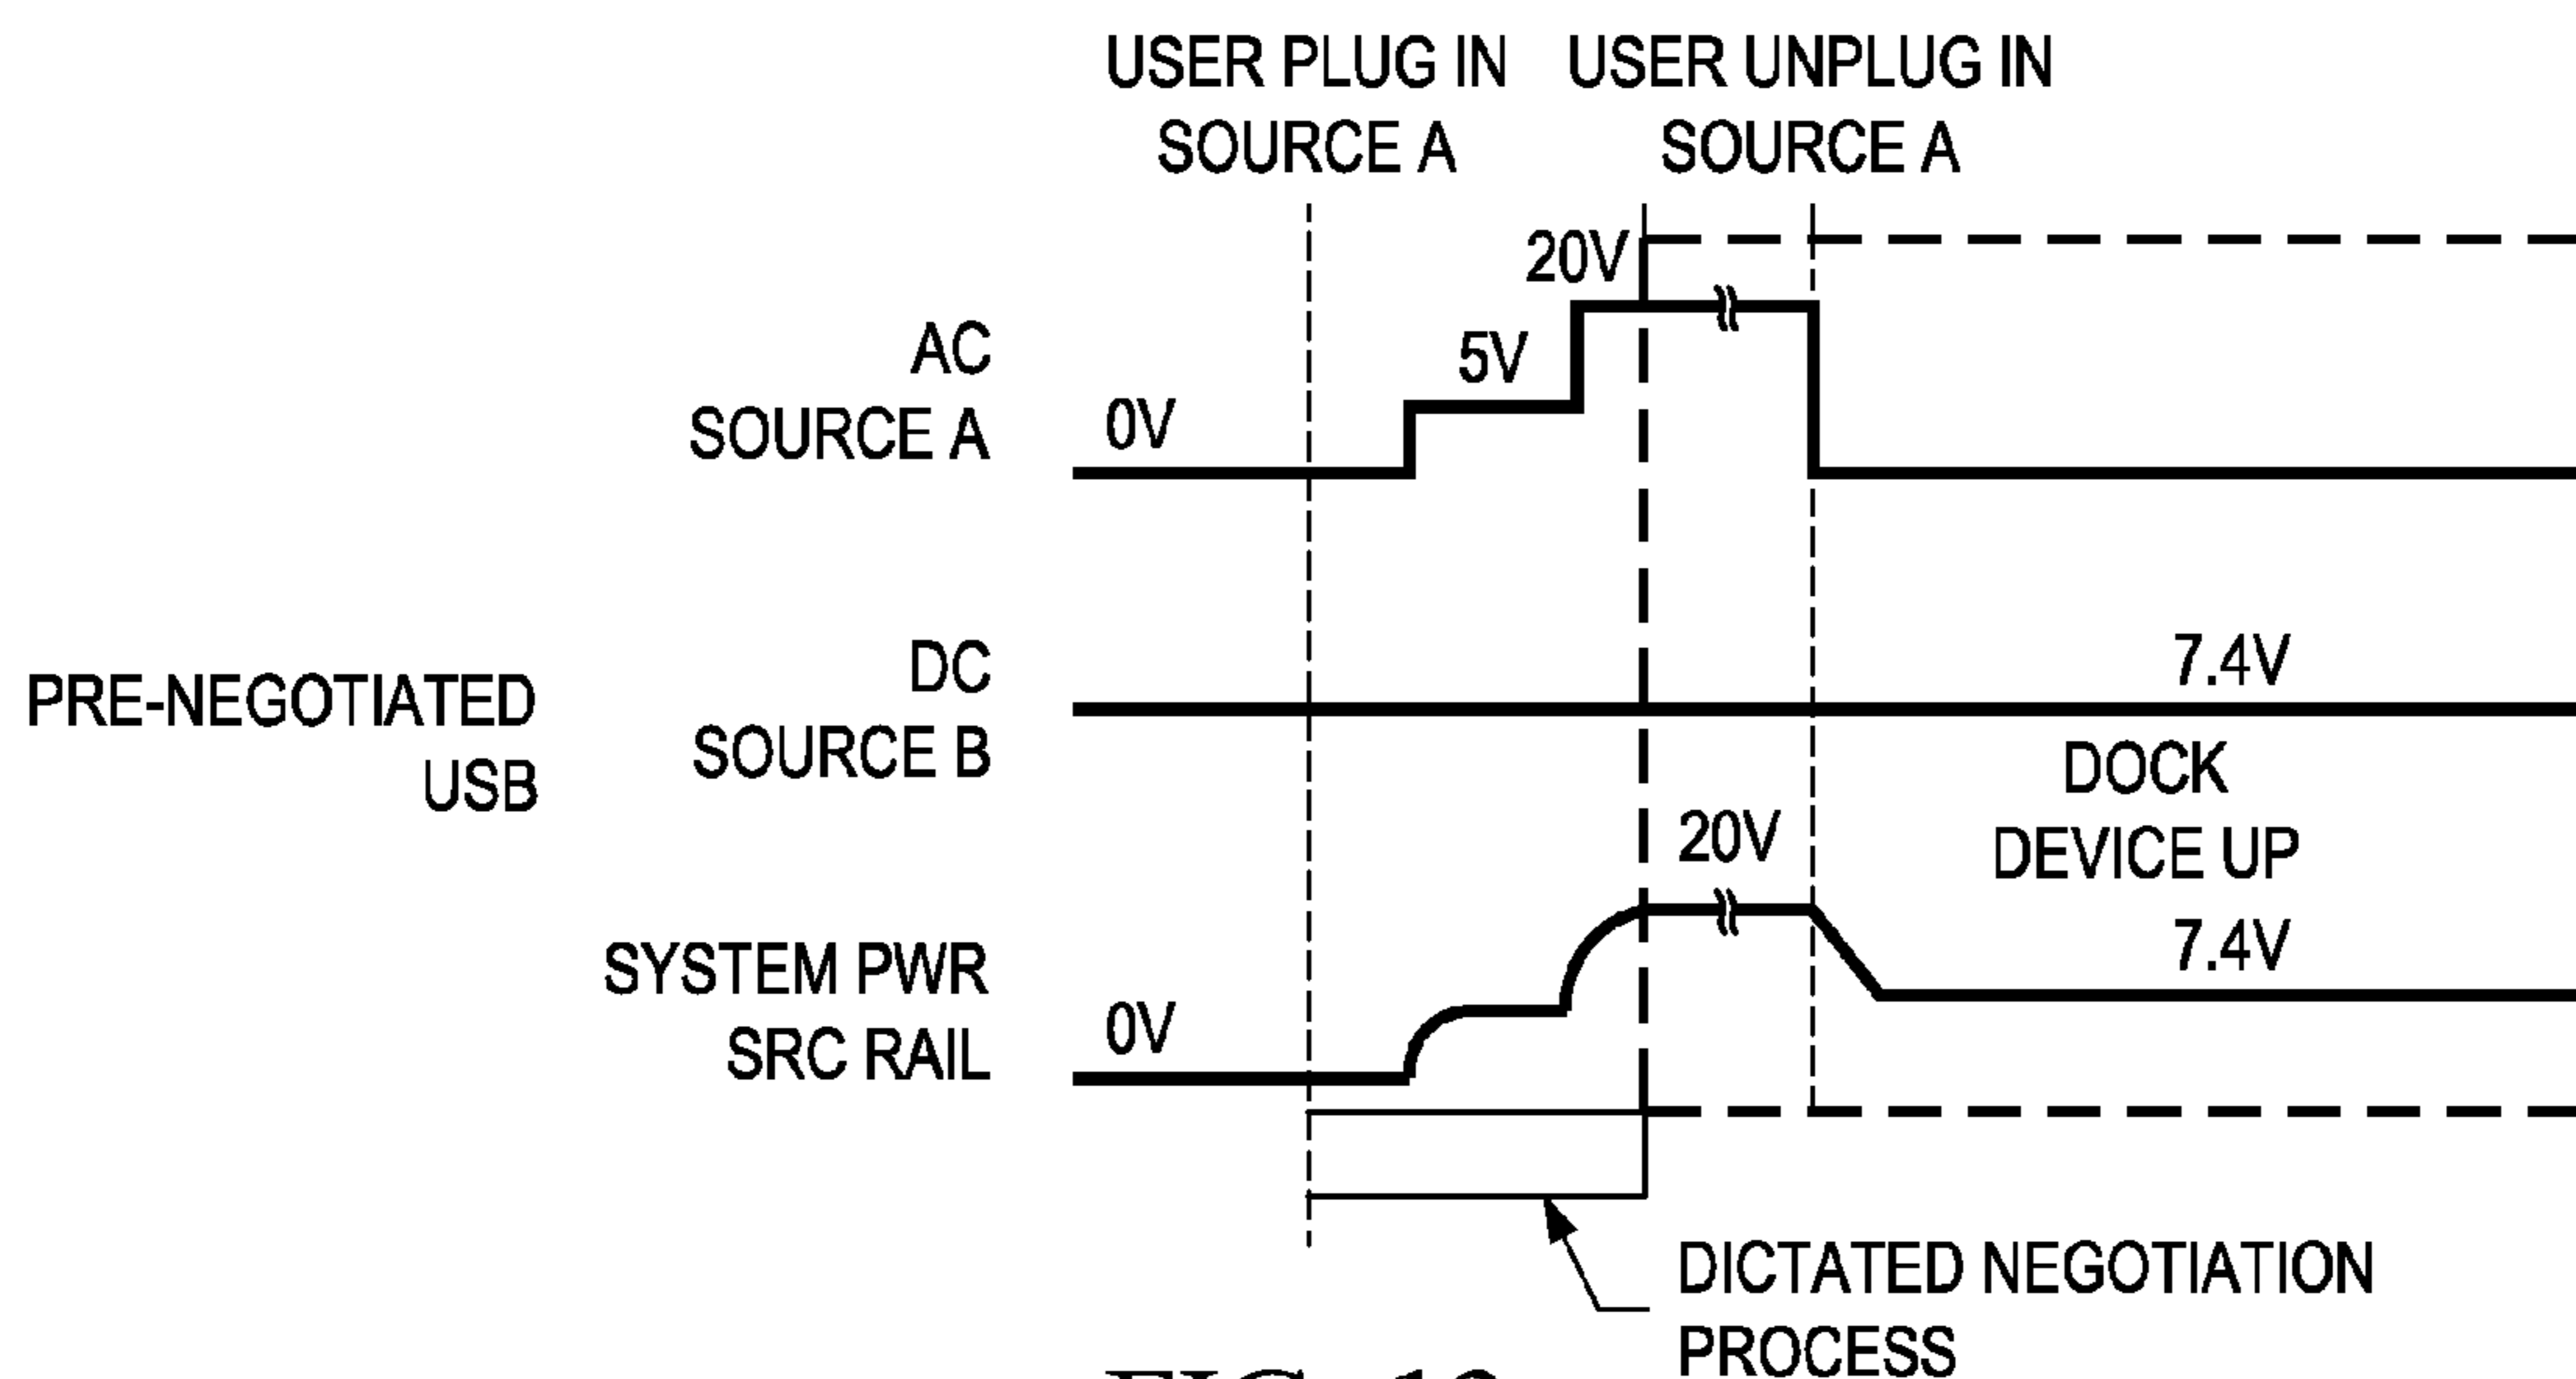 USER PLUG IN
SOURCE A
USER UNPLUG IN
SOURCE A
20V
5V
0V
AC
SOURCE A
PRE-NEGOTIATED
USB
DC
SOURCE B
7.4V
DOCK
DEVICE UP
20V
7.4V
SYSTEM PWR
SRC RAIL
0V
DICTATED NEGOTIATION
PROCESS